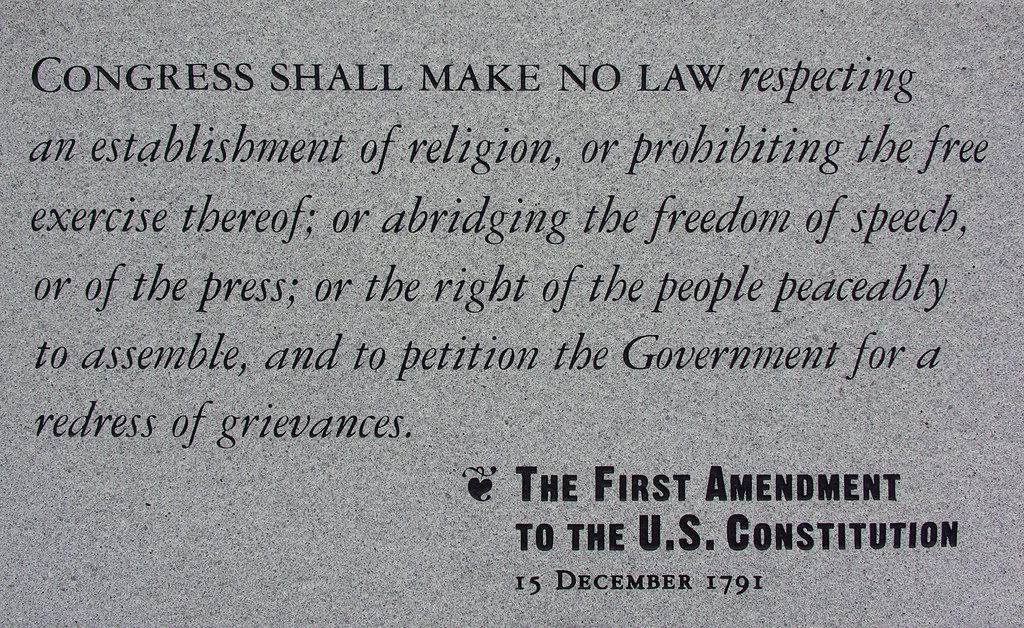 CONGRESS SHALL MAKE NO LAW respecting
an establishment of religion, or prohibiting the free
exercise thereof; or abridging the freedom of speech,
or of the press; or the right of the people peaceably
to assemble, and to petition the Government for a
redress of grievances.
❦ THE FIRST AMENDMENT
TO THE U.S. CONSTITUTION
15 DECEMBER 1791